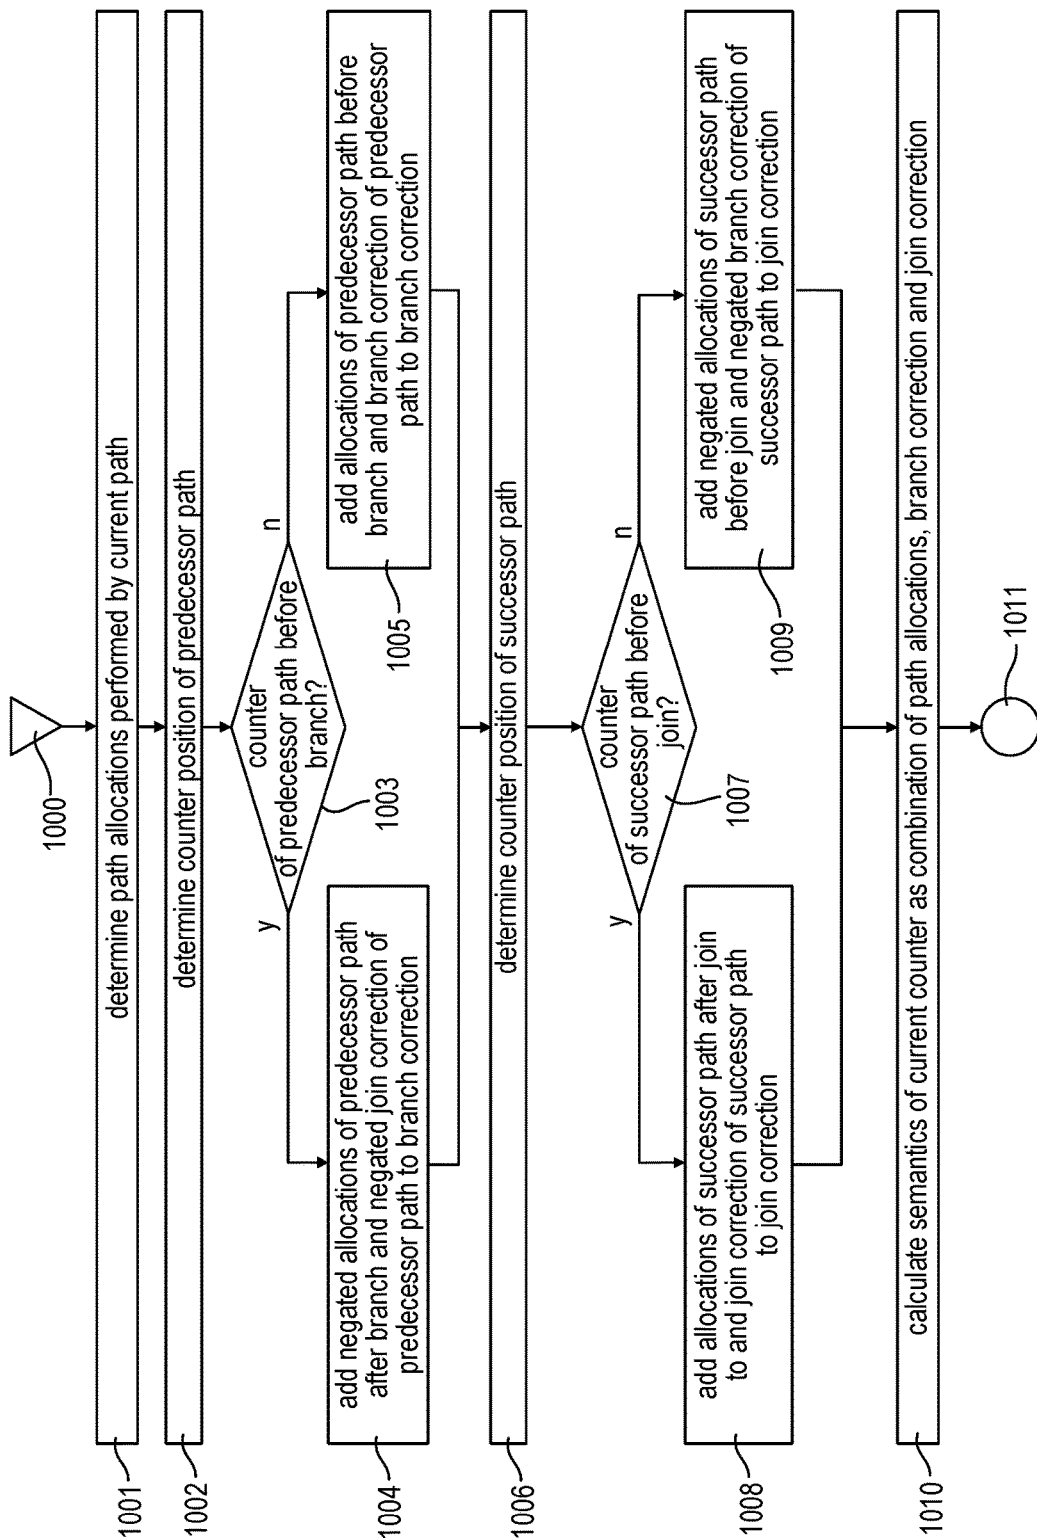 1000
determine path allocations performed by current path
1001
determine counter position of predecessor path
1002
counter
of predecessor path before
branch?
1003
y
n
add negated allocations of predecessor path
after branch and negated join correction of
predecessor path to branch correction
1004
add allocations of predecessor path before
branch and branch correction of predecessor
path to branch correction
1005
determine counter position of successor path
1006
counter
of successor path before
join?
1007
y
n
add allocations of successor path after join
to and join correction of successor path
to join correction
1008
add negated allocations of successor path
before join and negated branch correction of
successor path to join correction
1009
calculate semantics of current counter as combination of path allocations, branch correction and join correction
1010
1011